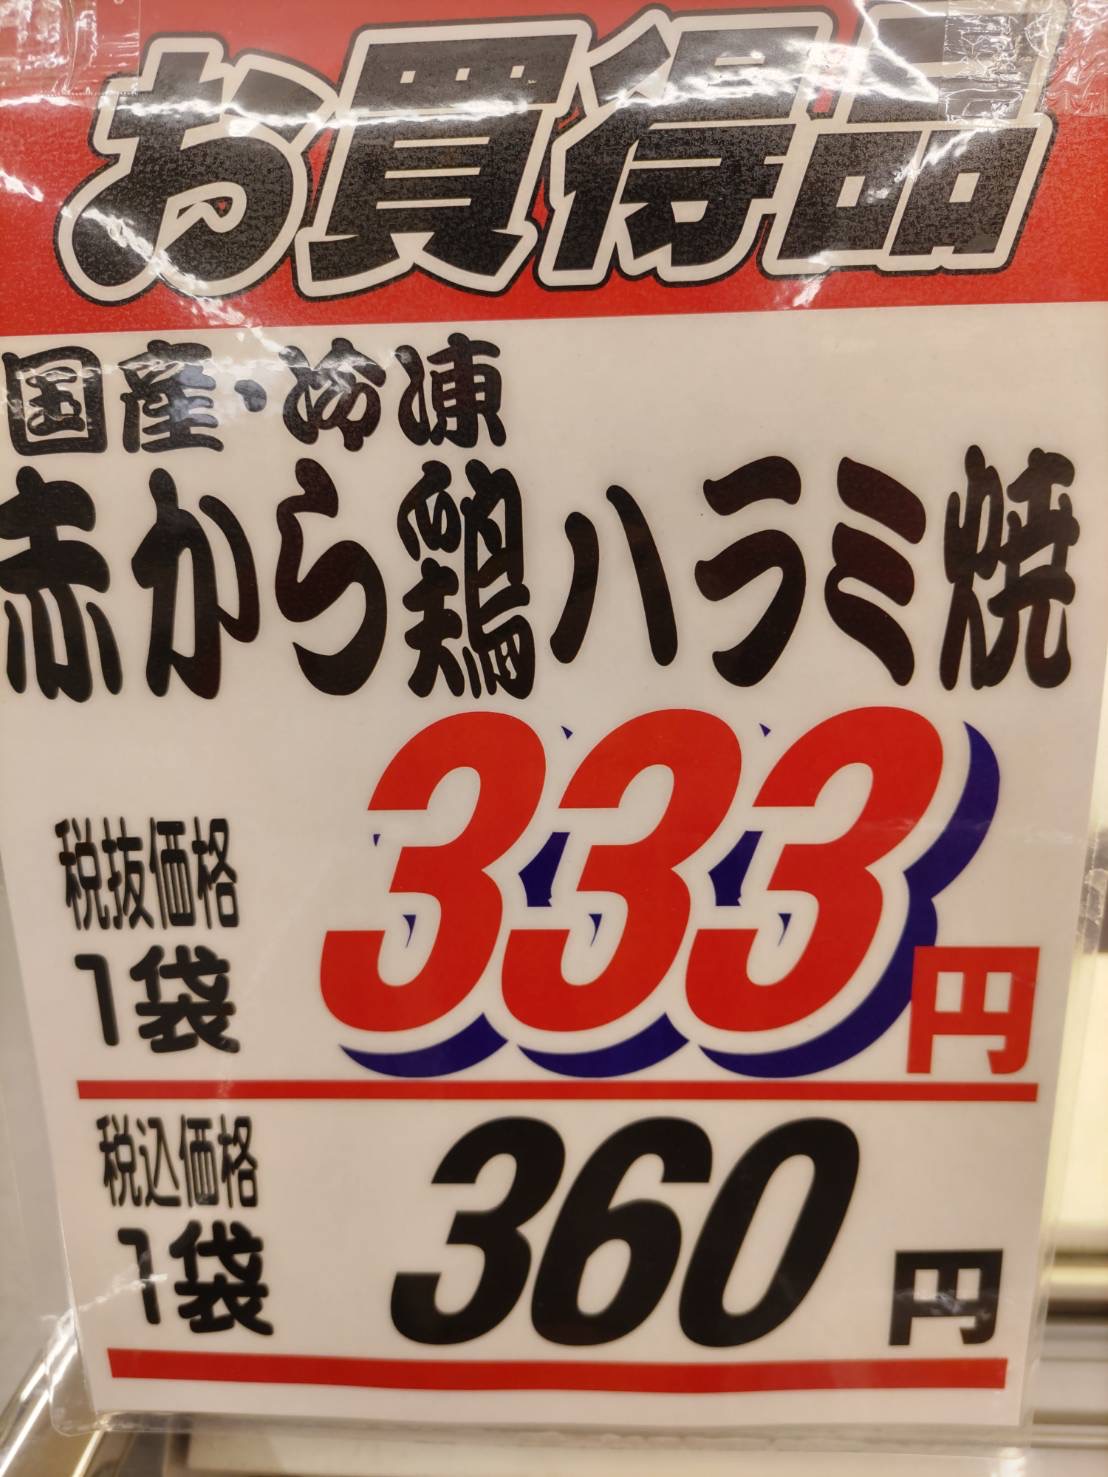 お買得品
国産・冷凍
赤から鶏ハラミ焼
税抜価格
1袋
333円
税込価格
1袋
360円